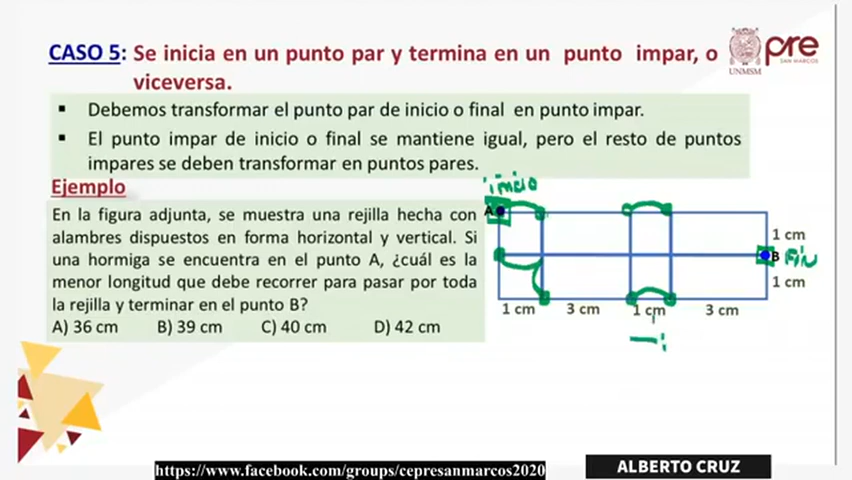 CASO 5: Se inicia en un punto par y termina en un punto impar, o
viceversa.
UNMSM
pre
SAN MARCOS
▪ Debemos transformar el punto par de inicio o final en punto impar.
▪ El punto impar de inicio o final se mantiene igual, pero el resto de puntos
impares se deben transformar en puntos pares.
Ejemplo
En la figura adjunta, se muestra una rejilla hecha con
alambres dispuestos en forma horizontal y vertical. Si
una hormiga se encuentra en el punto A, ¿cuál es la
menor longitud que debe recorrer para pasar por toda
la rejilla y terminar en el punto B?
A) 36 cm B) 39 cm C) 40 cm D) 42 cm
inicio
A
1 cm
B Fin
1 cm
1 cm 3 cm 1 cm 3 cm
https://www.facebook.com/groups/cepresanmarcos2020
ALBERTO CRUZ